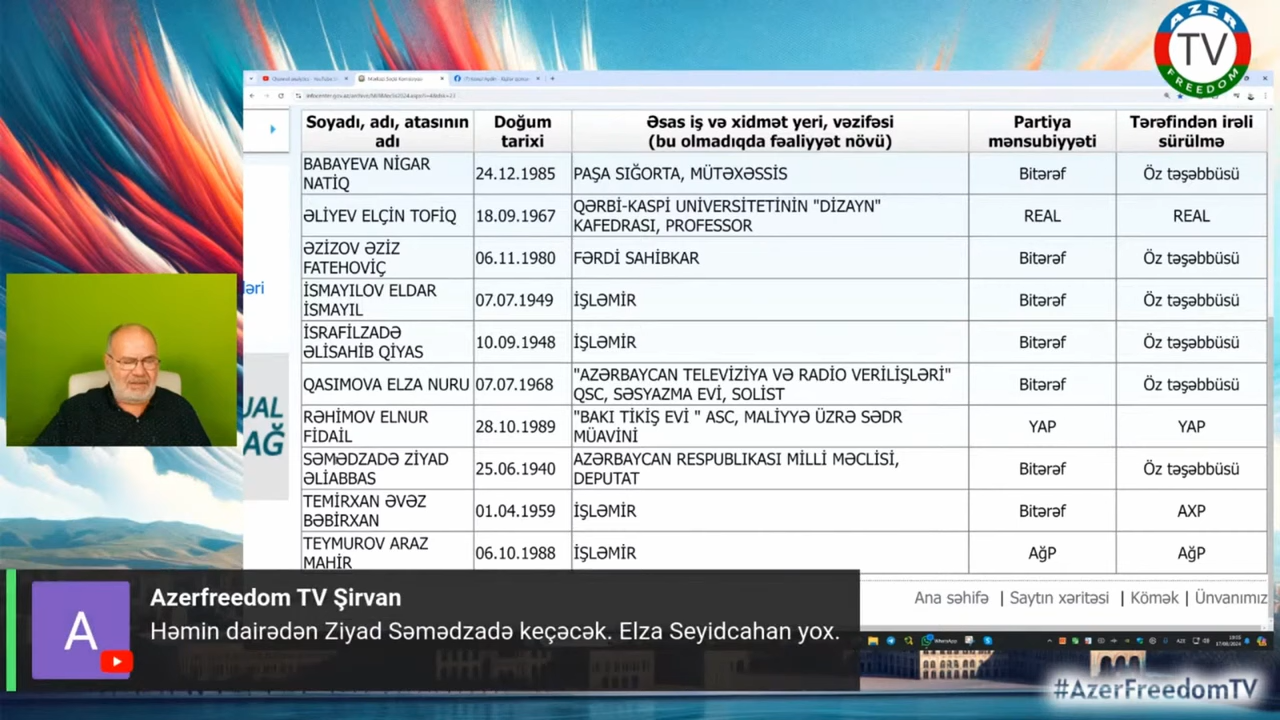 AZER
TV
FREEDOM
Soyadı, adı, atasının Doğum Əsas iş və xidmət yeri, vəzifəsi Partiya Tərəfindən irəli
adı tarixi (bu olmadıqda fəaliyyət növü) mənsubiyyəti sürülmə
BABAYEVA NİGAR
NATİQ 24.12.1985 PAŞA SIĞORTA, MÜTƏXƏSSİS Bitərəf Öz təşəbbüsü
ƏLİYEV ELÇİN TOFİQ 18.09.1967 QƏRBİ-KASPİ UNİVERSİTETİNİN "DİZAYN"
KAFEDRASI, PROFESSOR REAL REAL
ƏZİZOV ƏZİZ
FATEHOVİÇ 06.11.1980 FƏRDİ SAHİBKAR Bitərəf Öz təşəbbüsü
İSMAYILOV ELDAR
İSMAYIL 07.07.1949 İŞLƏMİR Bitərəf Öz təşəbbüsü
İSRAFİLZADƏ
ƏLİSAHİB QİYAS 10.09.1948 İŞLƏMİR Bitərəf Öz təşəbbüsü
QASIMOVA ELZA NURU 07.07.1968 "AZƏRBAYCAN TELEVİZİYA VƏ RADİO VERİLİŞLƏRİ"
QSC, SƏSYAZMA EVİ, SOLİST Bitərəf Öz təşəbbüsü
RƏHİMOV ELNUR
FİDAİL 28.10.1989 "BAKI TİKİŞ EVİ " ASC, MALİYYƏ ÜZRƏ SƏDR
MÜAVİNİ YAP YAP
SƏMƏDZADƏ ZİYAD
ƏLİABBAS 25.06.1940 AZƏRBAYCAN RESPUBLIKASI MİLLİ MƏCLİSİ,
DEPUTAT Bitərəf Öz təşəbbüsü
TEMİRXAN ƏVƏZ
BƏBİRXAN 01.04.1959 İŞLƏMİR Bitərəf AXP
TEYMUROV ARAZ
MAHİR 06.10.1988 İŞLƏMİR AğP AğP
ləri
UAL
AĞ
Ana səhifə | Saytın xəritəsi | Kömək | Ünvanımız
A
Azerfreedom TV Şirvan
Həmin dairədən Ziyad Səmədzadə keçəcək. Elza Seyidcahan yox.
WhatsApp
17/08/2024
#AzerFreedomTV